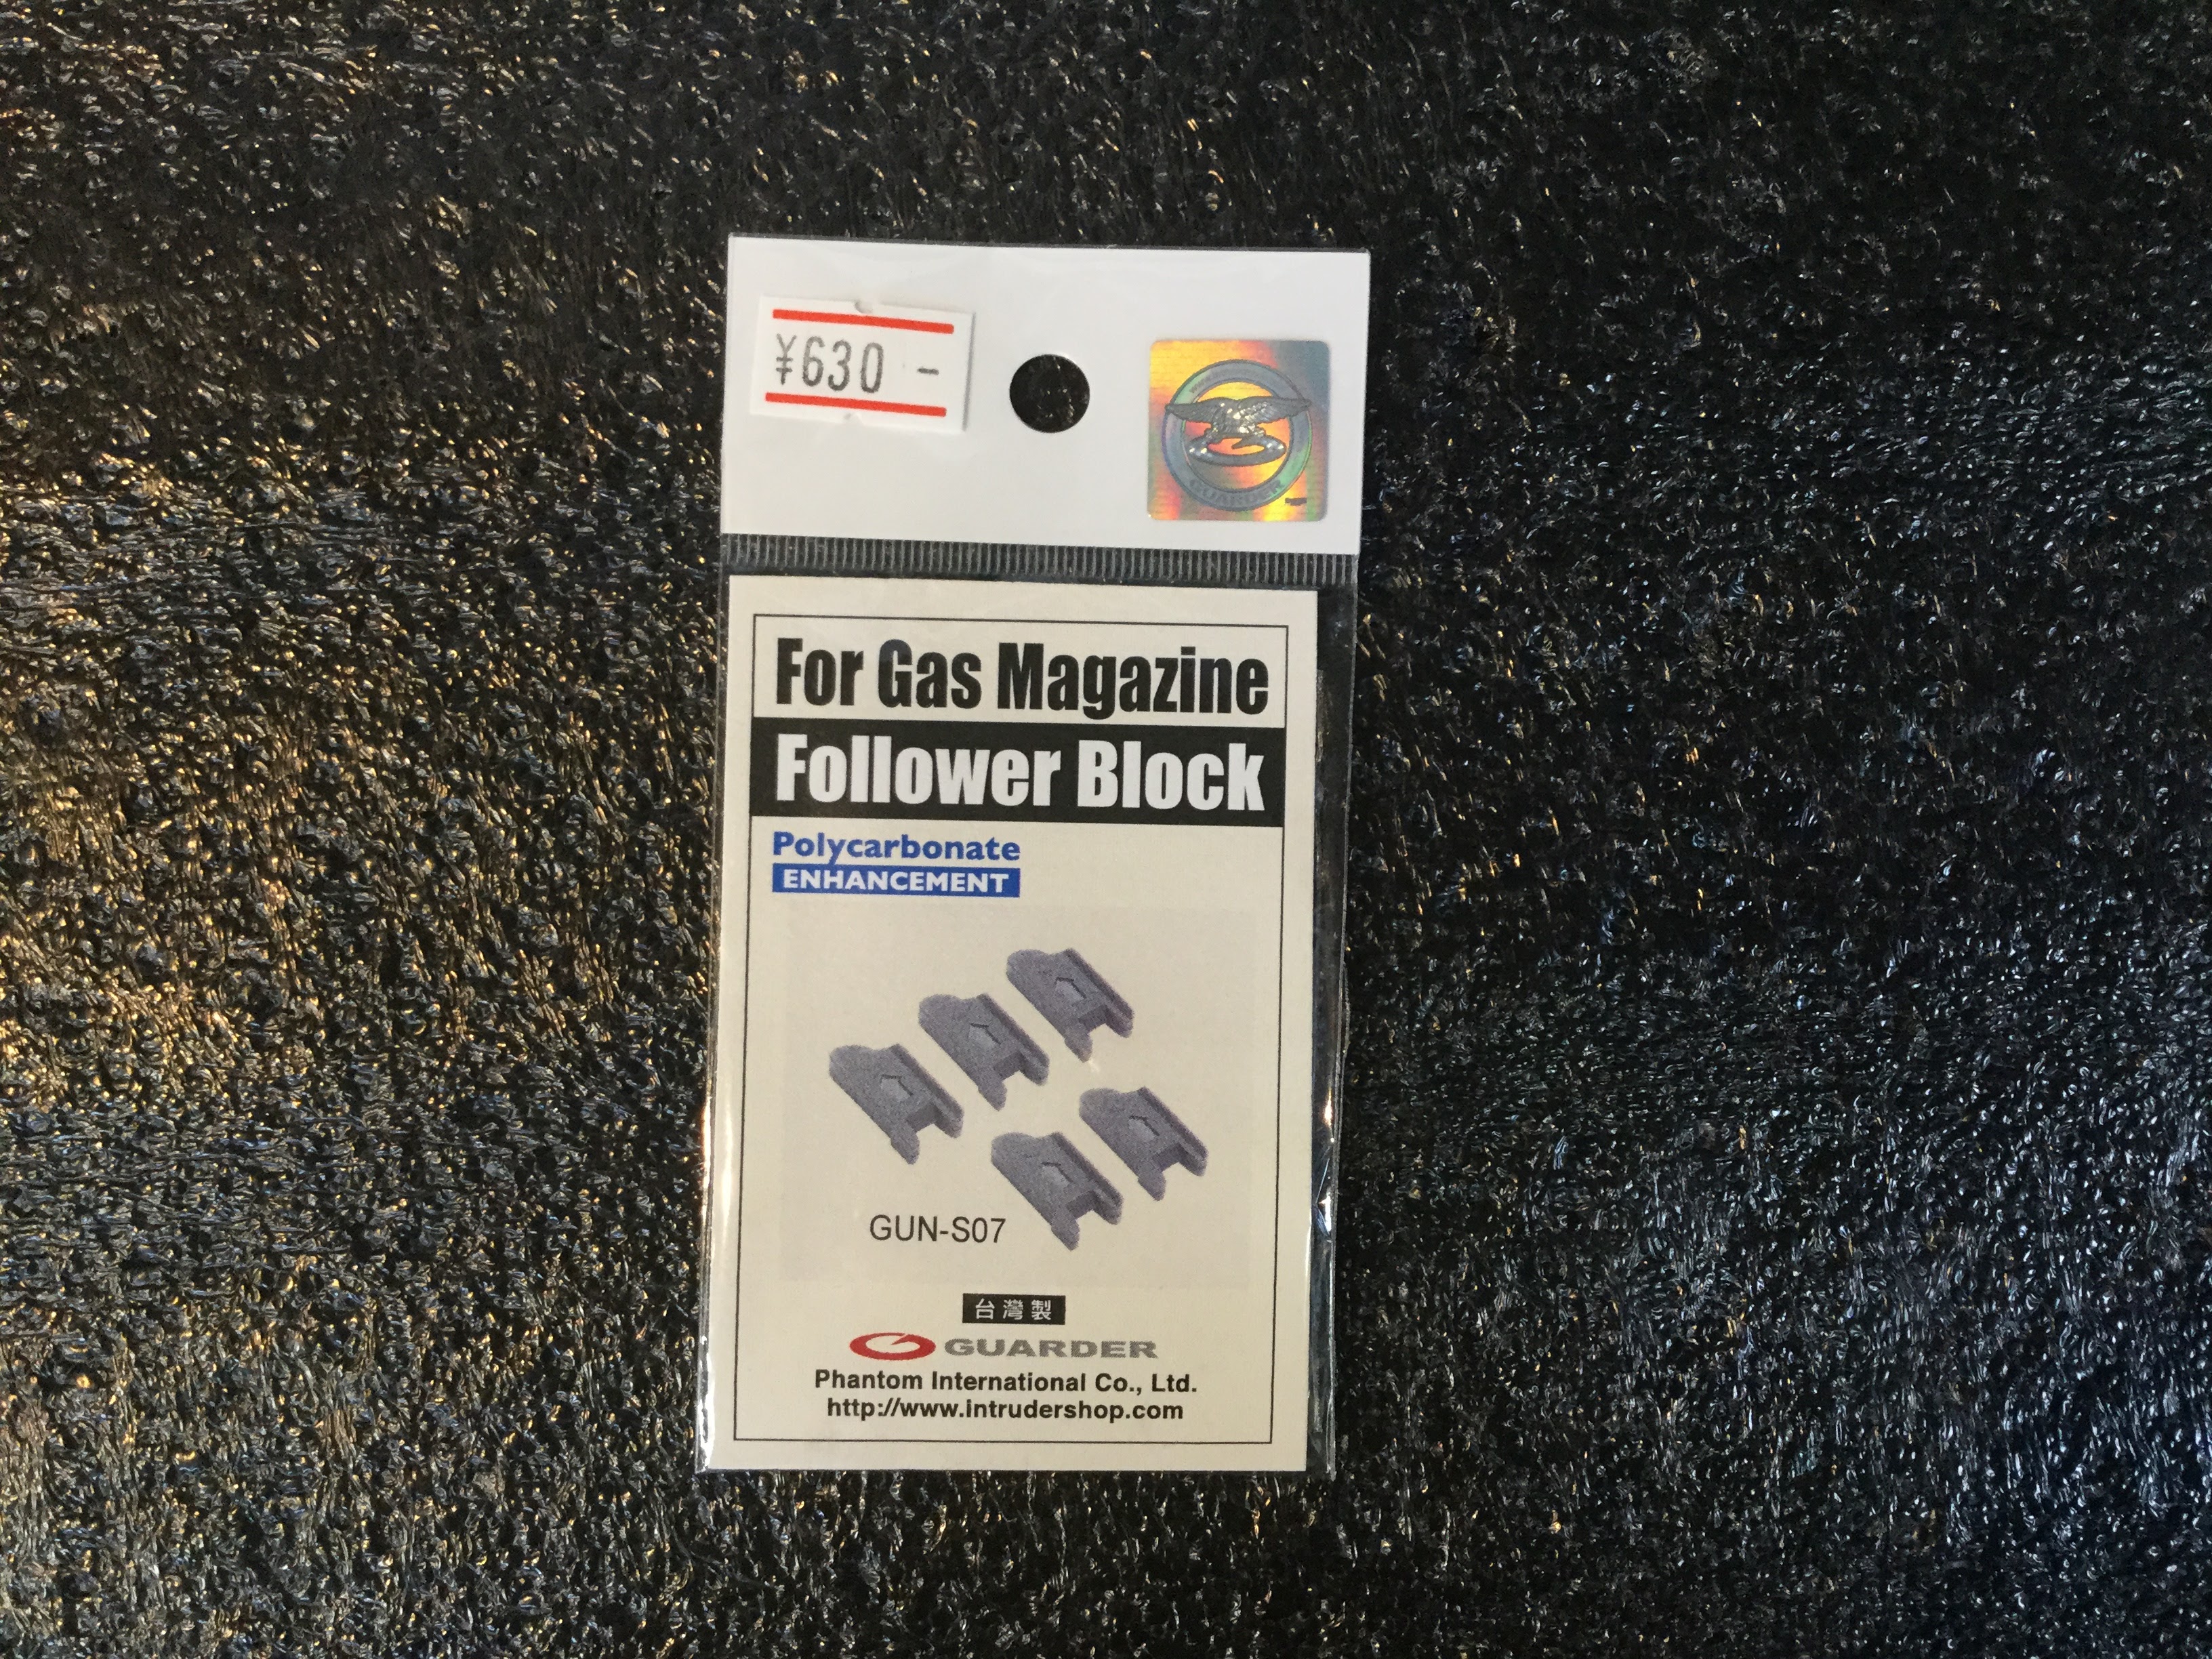 ¥630 -
GUARDER
For Gas Magazine
Follower Block
Polycarbonate
ENHANCEMENT
GUN-S07
台灣製
GUARDER
Phantom International Co., Ltd.
http://www.intrudershop.com